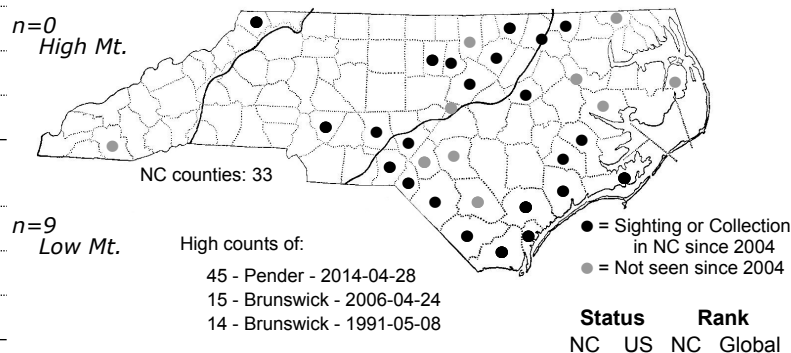 n=0
High Mt.
NC counties: 33
n=9
Low Mt.
High counts of:
45 - Pender - 2014-04-28
15 - Brunswick - 2006-04-24
14 - Brunswick - 1991-05-08
= Sighting or Collection
in NC since 2004
= Not seen since 2004
Status Rank
NC US NC Global